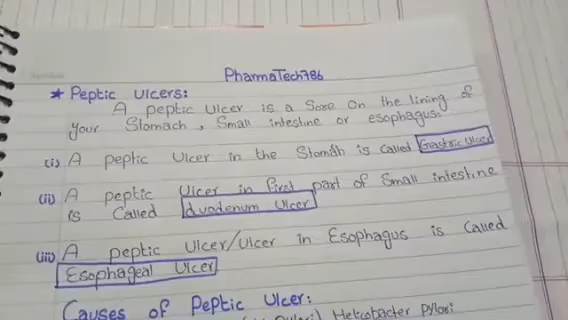 PharmaTech786
* Peptic Ulcers:
A peptic Ulcer is a Sore on the lining of
your Stomach, Small intestine or esophagus.
(i) A peptic Ulcer in the Stomach is called Gastric Ulcer
(ii) A peptic Ulcer in first part of Small intestine
is Called duodenum Ulcer
(iii) A peptic Ulcer/Ulcer in Esophagus is Called
Esophageal Ulcer
Causes of Peptic Ulcer:
Pylori) Helicobacter Pylori